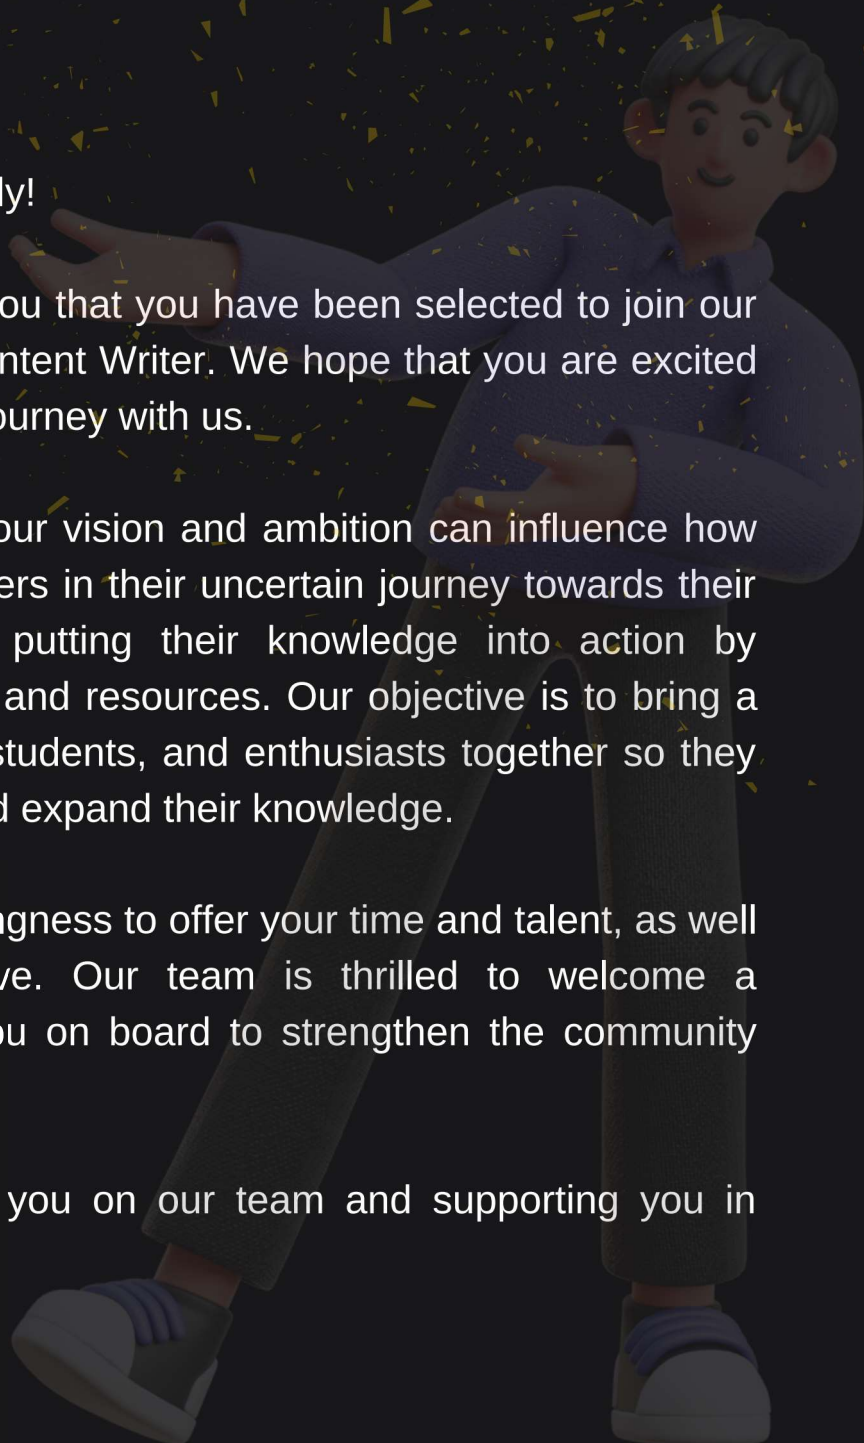 ly!
ou that you have been selected to join our
ntent Writer. We hope that you are excited
ourney with us.
our vision and ambition can influence how
ers in their uncertain journey towards their
putting their knowledge into action by
and resources. Our objective is to bring a
students, and enthusiasts together so they
d expand their knowledge.
ngness to offer your time and talent, as well
ve. Our team is thrilled to welcome a
ou on board to strengthen the community
you on our team and supporting you in